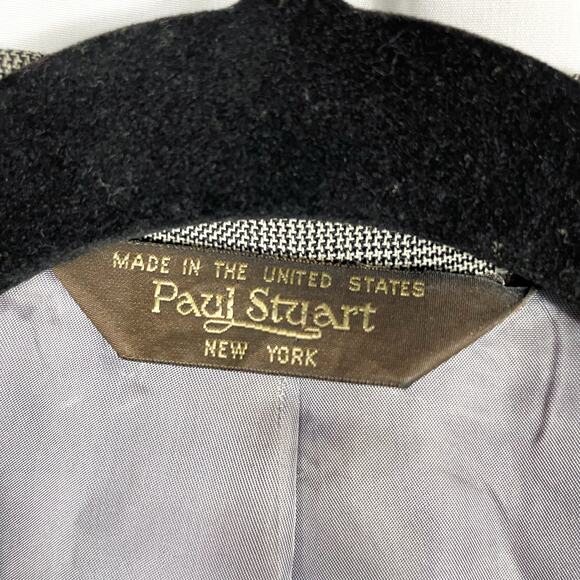 MADE IN THE UNITED STATES
Paul Stuart
NEW YORK